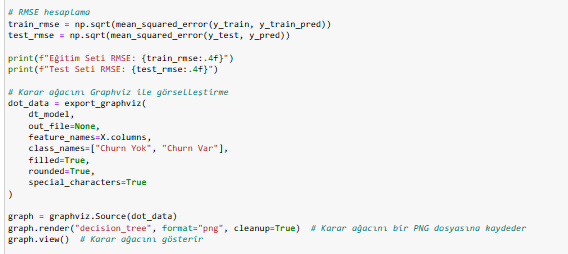 # RMSE hesaplama
train_rmse = np.sqrt(mean_squared_error(y_train, y_train_pred))
test_rmse = np.sqrt(mean_squared_error(y_test, y_pred))

print(f"Eğitim Seti RMSE: {train_rmse:.4f}")
print(f"Test Seti RMSE: {test_rmse:.4f}")

# Karar ağacını Graphviz ile görselleştirme
dot_data = export_graphviz(
    dt_model,
    out_file=None,
    feature_names=X.columns,
    class_names=["Churn Yok", "Churn Var"],
    filled=True,
    rounded=True,
    special_characters=True
)

graph = graphviz.Source(dot_data)
graph.render("decision_tree", format="png", cleanup=True)  # Karar ağacını bir PNG dosyasına kaydeder
graph.view()  # Karar ağacını gösterir